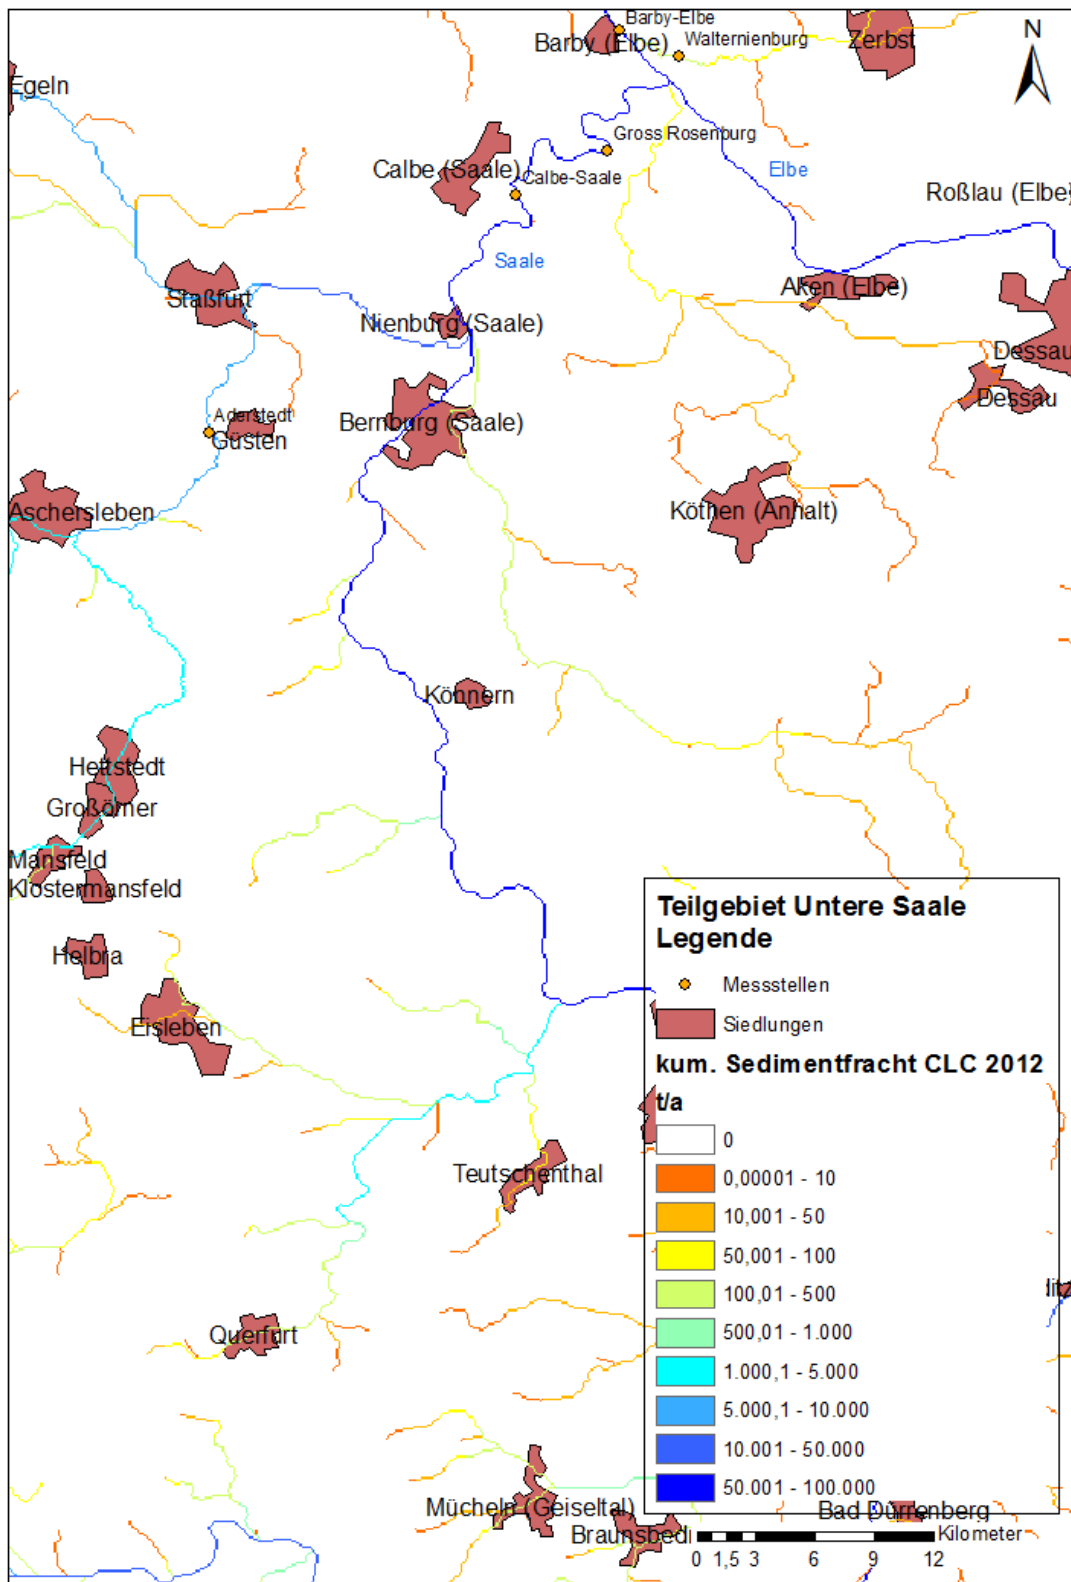 Barby-Elbe
Barby (Elbe)
Walternienburg
Zerbst
N
Egeln
Gross Rosenburg
Calbe (Saale)
Calbe-Saale
Elbe
Roßlau (Elbe)
Saale
Staßfurt
Aken (Elbe)
Nienburg (Saale)
Dessau
Dessau
Aderstedt
Güsten
Bernburg (Saale)
Aschersleben
Köthen (Anhalt)
Könnern
Hettstedt
Großörner
Mansfeld
Klostermansfeld
Helbra
Eisleben
Teutschenthal
Querfurt
Mücheln (Geiseltal)
Braunsbed
Bad Dürrenberg
Teilgebiet Untere Saale
Legende
Messstellen
Siedlungen
kum. Sedimentfracht CLC 2012
t/a
0
0,00001 - 10
10,001 - 50
50,001 - 100
100,01 - 500
500,01 - 1.000
1.000,1 - 5.000
5.000,1 - 10.000
10.001 - 50.000
50.001 - 100.000
Kilometer
0 1,5 3 6 9 12